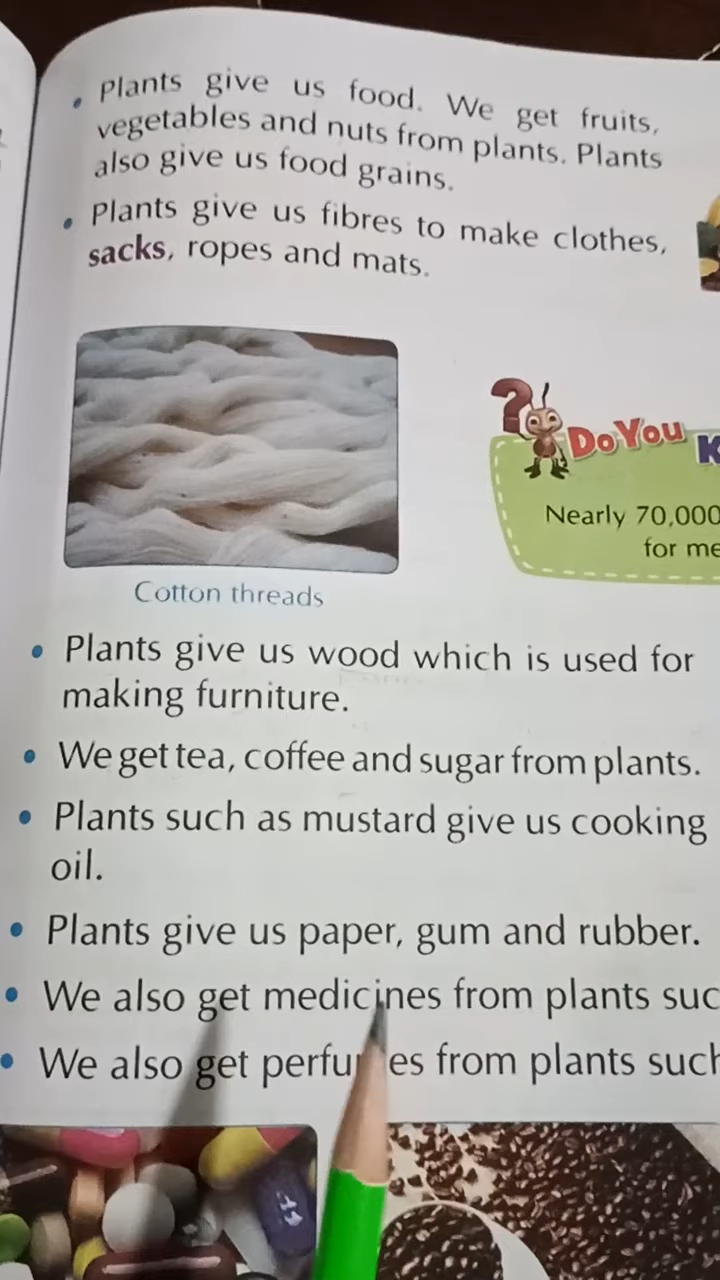 • Plants give us food. We get fruits,
vegetables and nuts from plants. Plants
also give us food grains.
• Plants give us fibres to make clothes,
sacks, ropes and mats.
? Do You
Nearly 70,000
for me
Cotton threads
• Plants give us wood which is used for
making furniture.
• We get tea, coffee and sugar from plants.
• Plants such as mustard give us cooking
oil.
• Plants give us paper, gum and rubber.
• We also get medicines from plants suc
• We also get from plants such